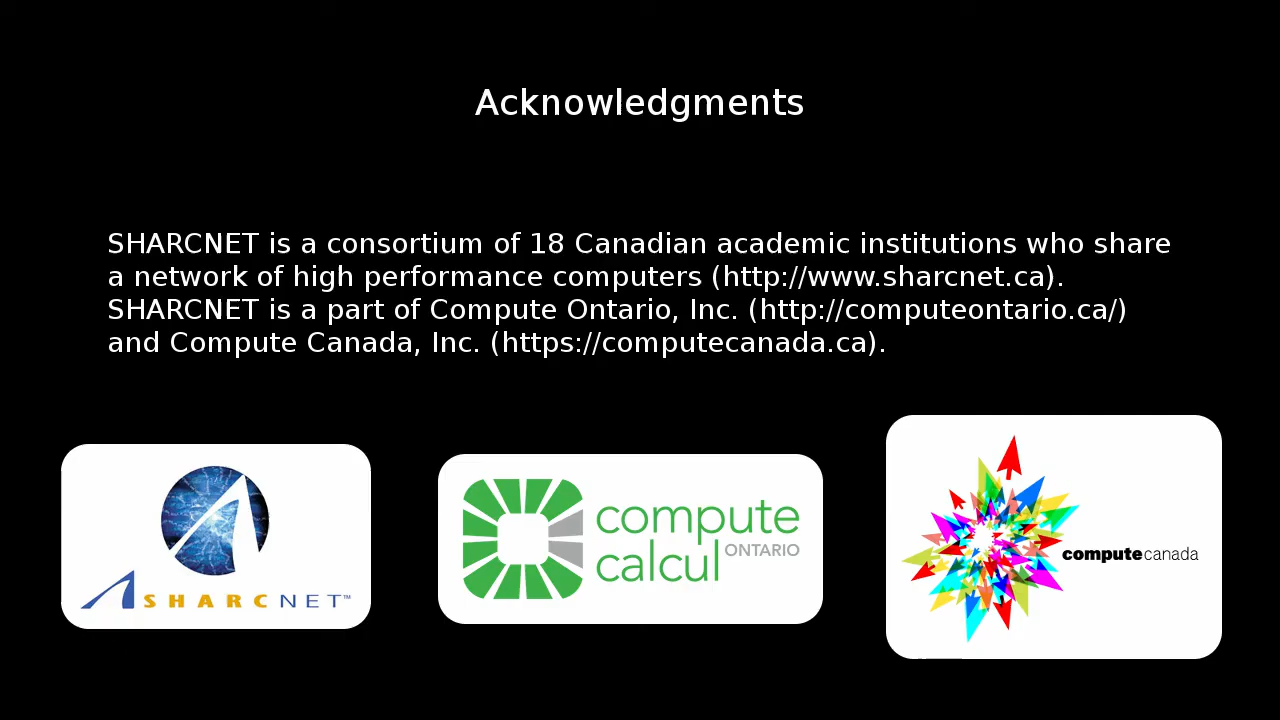 Acknowledgments
SHARCNET is a consortium of 18 Canadian academic institutions who share
a network of high performance computers (http://www.sharcnet.ca).
SHARCNET is a part of Compute Ontario, Inc. (http://computeontario.ca/)
and Compute Canada, Inc. (https://computecanada.ca).
SHARCNET™
compute
calcul ONTARIO
computecanada